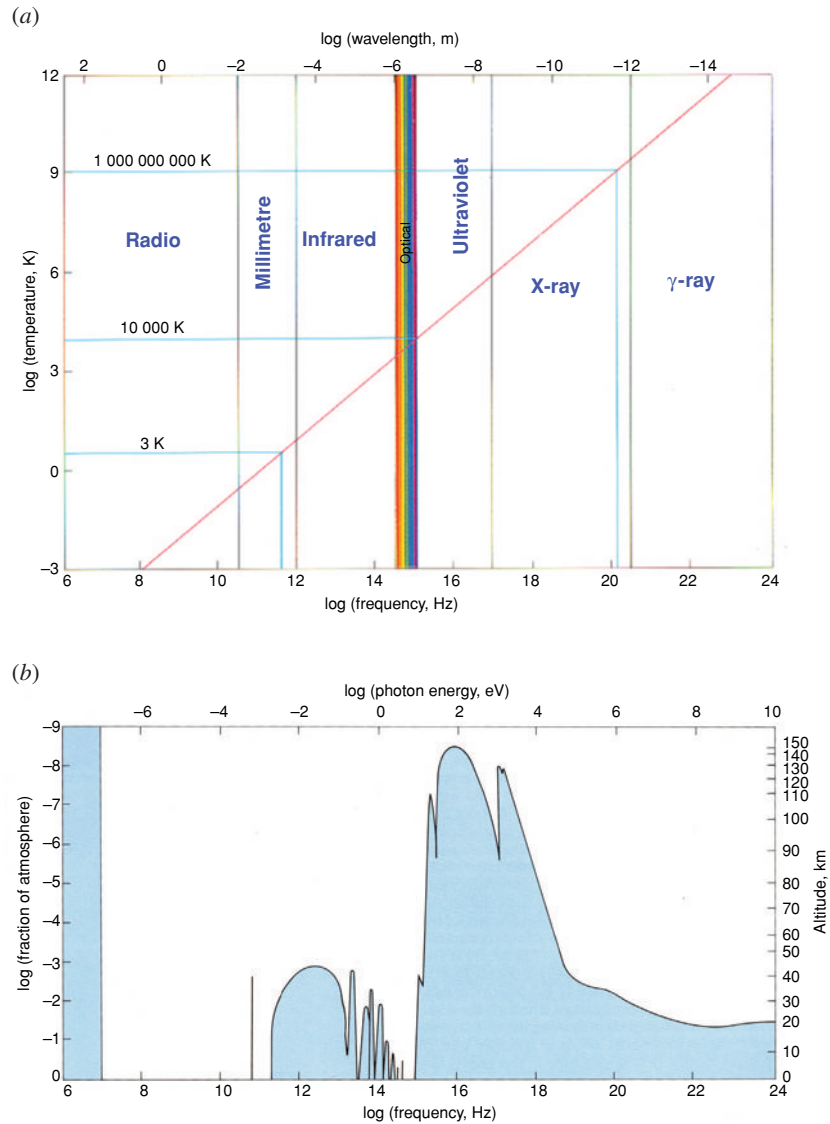 (a)
log (wavelength, m)
2 0 –2 –4 –6 –8 –10 –12 –14
12
9
6
3
0
–3
log (temperature, K)
1 000 000 000 K
10 000 K
3 K
Radio
Millimetre
Infrared
Optical
Ultraviolet
X-ray
γ-ray
6 8 10 12 14 16 18 20 22 24
log (frequency, Hz)
(b)
log (photon energy, eV)
–6 –4 –2 0 2 4 6 8 10
–9
–8
–7
–6
–5
–4
–3
–2
–1
0
log (fraction of atmosphere)
150
140
130
120
110
100
90
80
70
60
50
40
30
20
10
0
Altitude, km
6 8 10 12 14 16 18 20 22 24
log (frequency, Hz)